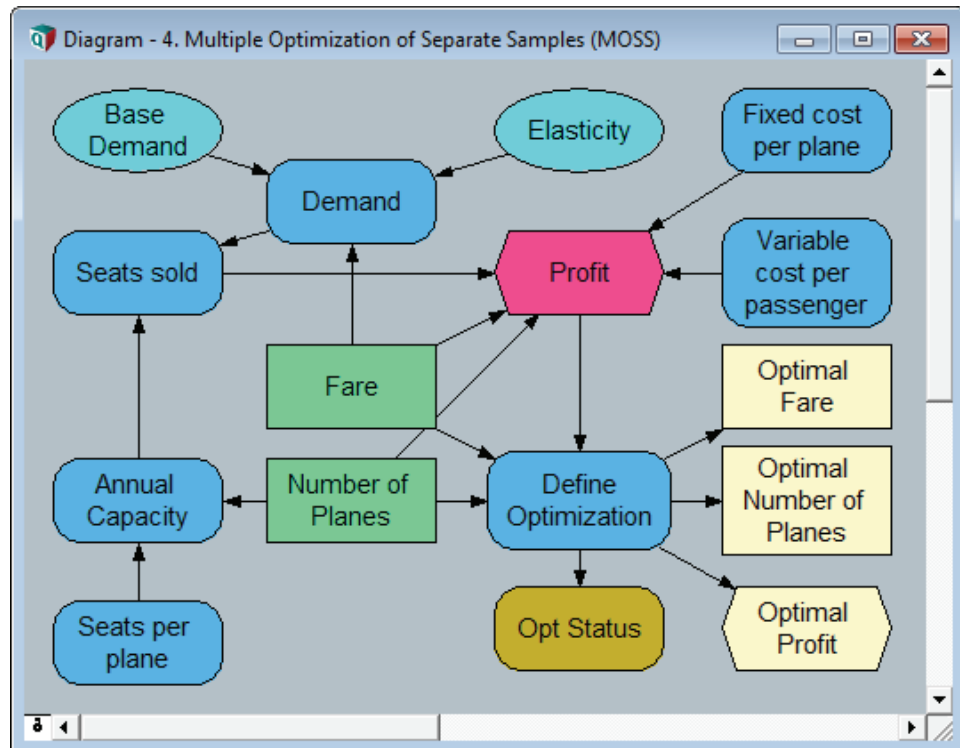 Diagram - 4. Multiple Optimization of Separate Samples (MOSS)
Base
Demand
Elasticity
Fixed cost
per plane
Demand
Seats sold
Profit
Variable
cost per
passenger
Fare
Optimal
Fare
Annual
Capacity
Number of
Planes
Define
Optimization
Optimal
Number of
Planes
Seats per
plane
Opt Status
Optimal
Profit